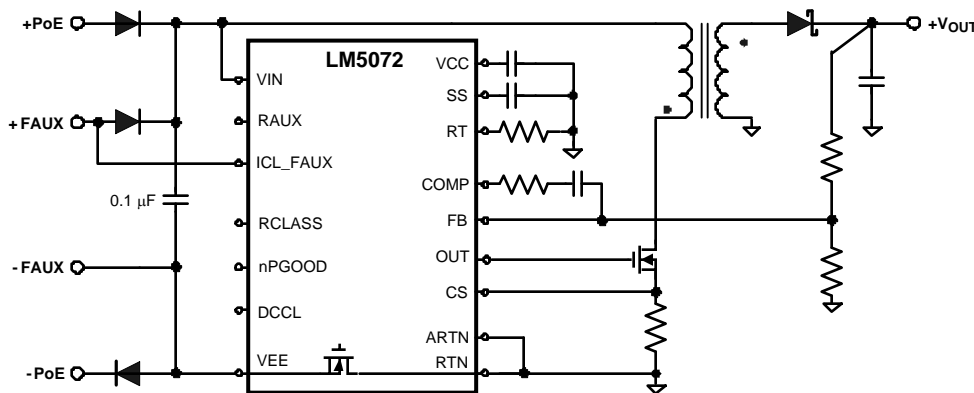 +PoE
+FAUX
0.1 μF
-FAUX
-PoE
LM5072
VIN
RAUX
ICL_FAUX
RCLASS
nPGOOD
DCCL
VEE
VCC
SS
RT
COMP
FB
OUT
CS
ARTN
RTN
+VOUT